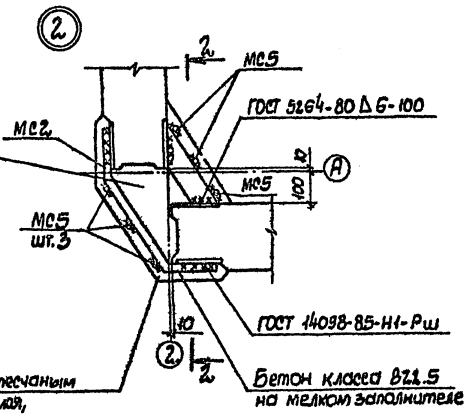 2
2
МС5
ГОСТ 5264-80 Δ 6-100
МС2
10
А
100
МС5
МС5
шт. 3
ГОСТ 14098-85-Н1-Рш
10
2
2
песчаным
Бетон класса В22.5
на мелком заполнителе